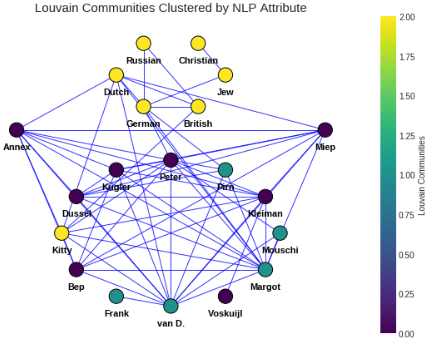 Louvain Communities Clustered by NLP Attribute
Russian
Christian
Dutch
Jew
German
British
Annex
Miep
Kugler
Peter
Pim
Dussel
Kleiman
Kitty
Mouschi
Bep
Margot
Frank
van D.
Voskuijl
2.00
1.75
1.50
1.25
1.00
0.75
0.50
0.25
0.00
Louvain Communities